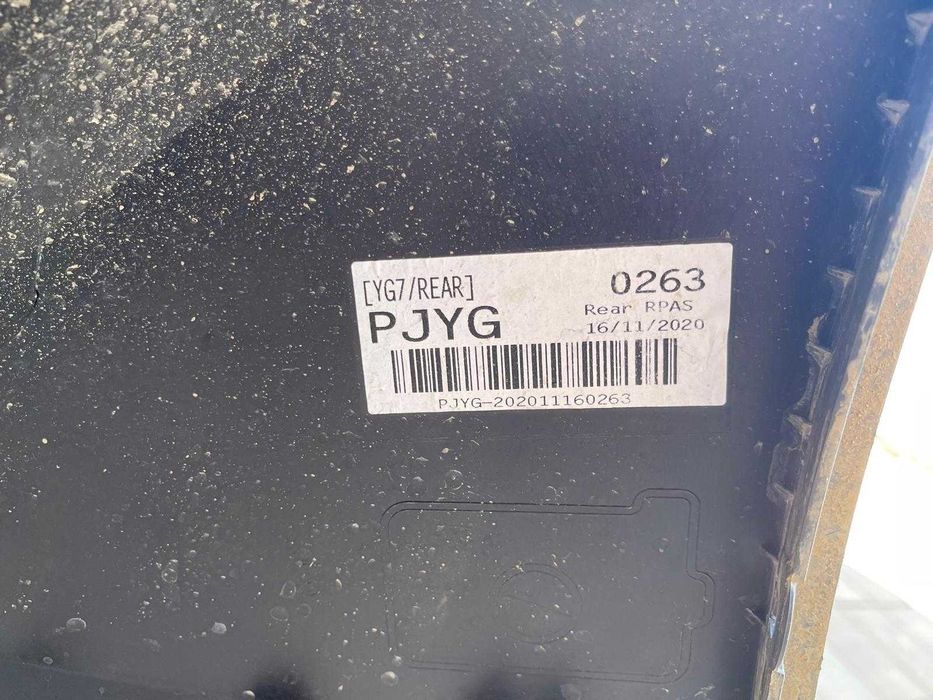 [YG7/REAR]
0263
PJYG
Rear RPAS
16/11/2020
PJYG-202011160263